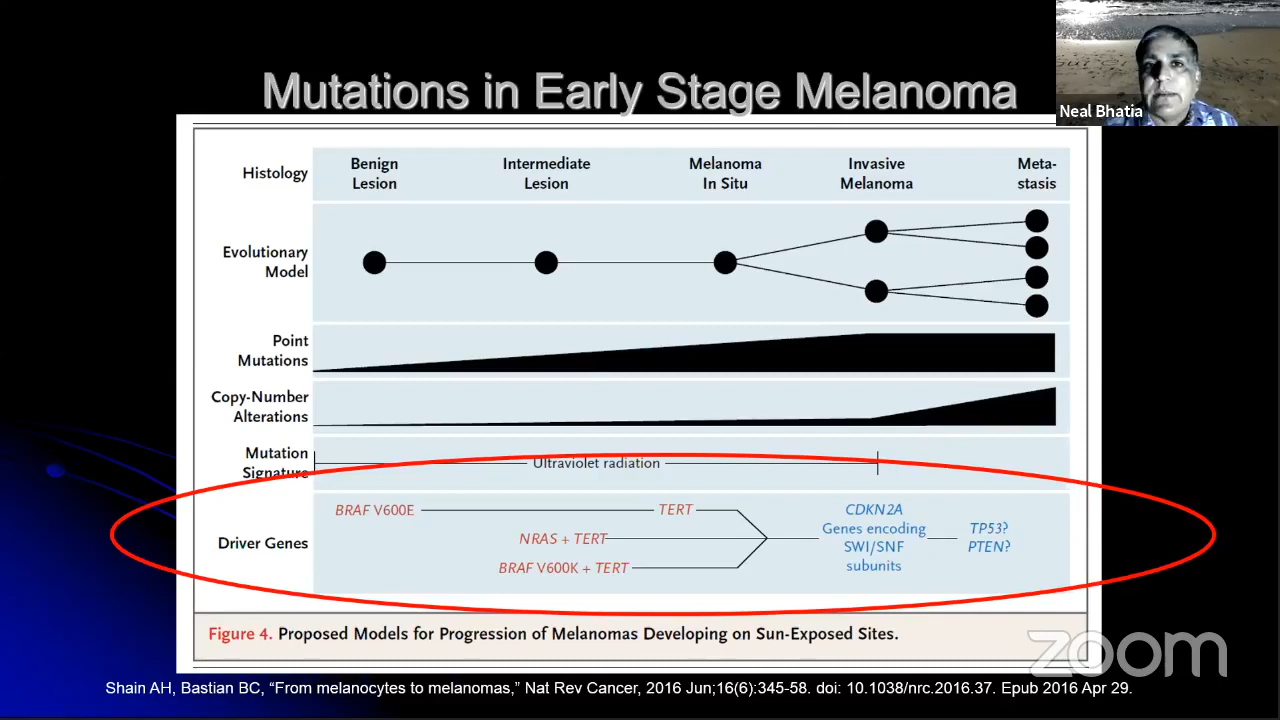 Mutations in Early Stage Melanoma
Neal Bhatia
Histology
Benign
Lesion
Intermediate
Lesion
Melanoma
In Situ
Invasive
Melanoma
Meta-
stasis
Evolutionary
Model
Point
Mutations
Copy-Number
Alterations
Mutation
Signature
Ultraviolet radiation
Driver Genes
BRAF V600E
TERT
NRAS + TERT
BRAF V600K + TERT
CDKN2A
Genes encoding
SWI/SNF
subunits
TP53?
PTEN?
Figure 4. Proposed Models for Progression of Melanomas Developing on Sun-Exposed Sites.
zoom
Shain AH, Bastian BC, “From melanocytes to melanomas,” Nat Rev Cancer, 2016 Jun;16(6):345-58. doi: 10.1038/nrc.2016.37. Epub 2016 Apr 29.